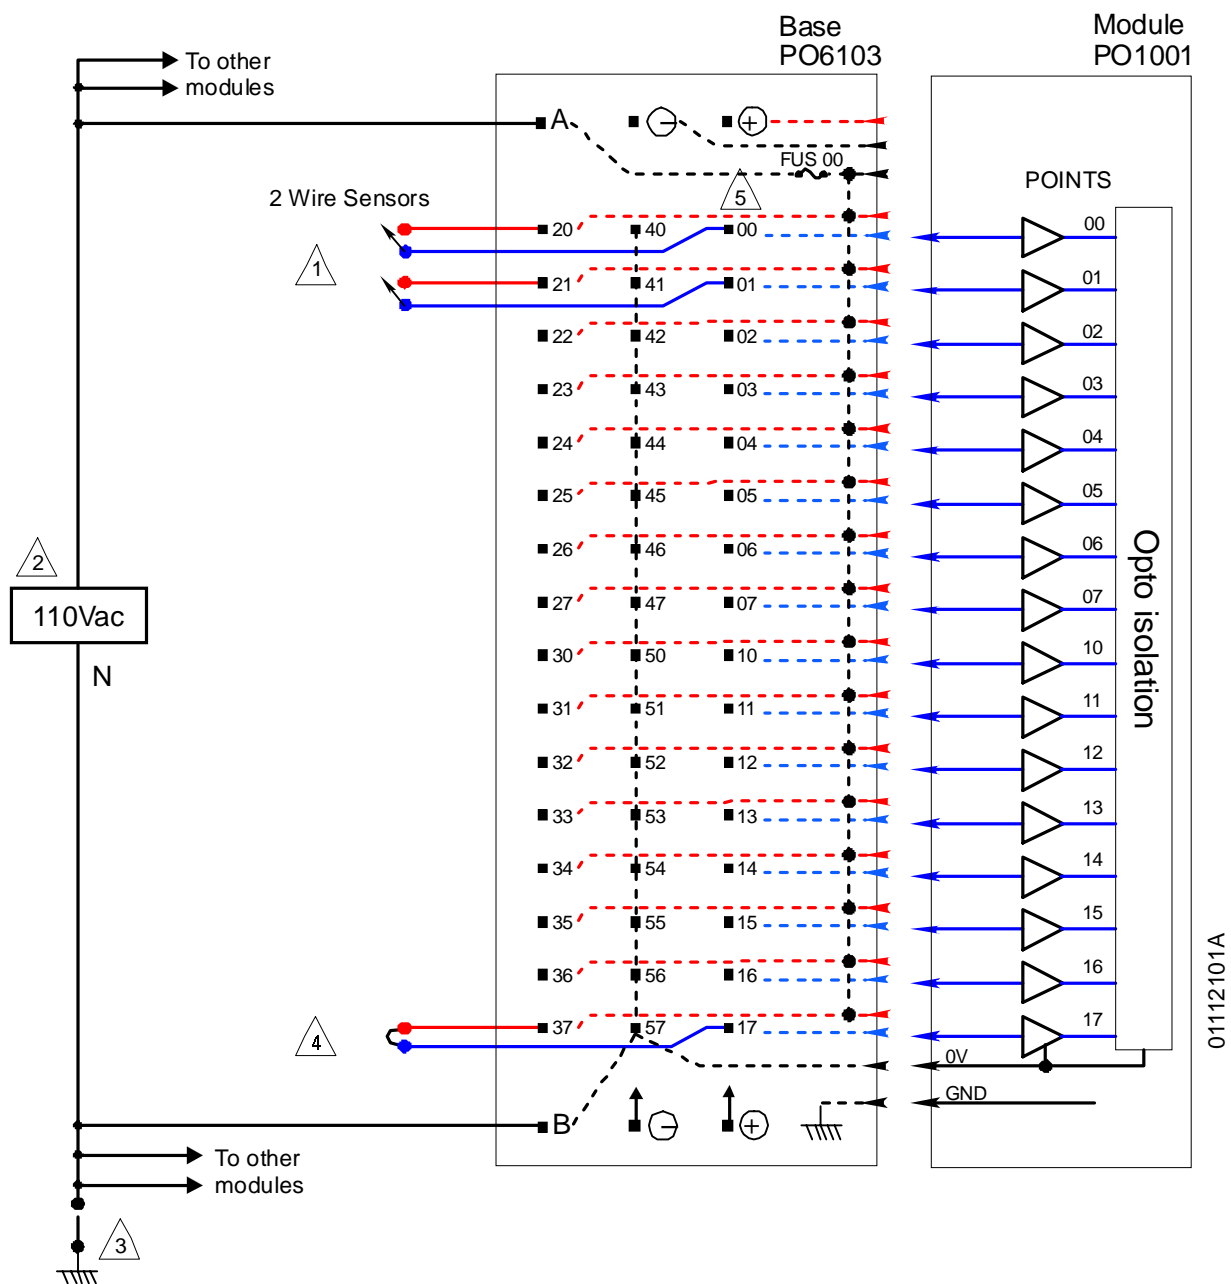 Base
PO6103
Module
PO1001
To other
modules
A
FUS 00
POINTS
2 Wire Sensors
5
1
20 40 00 00
21 41 01 01
22 42 02 02
23 43 03 03
24 44 04 04
25 45 05 05
26 46 06 06
27 47 07 07
30 50 10 10
31 51 11 11
32 52 12 12
33 53 13 13
34 54 14 14
35 55 15 15
36 56 16 16
37 57 17 17
Opto isolation
2
110Vac
N
4
0V
GND
B
To other
modules
3
01112101A